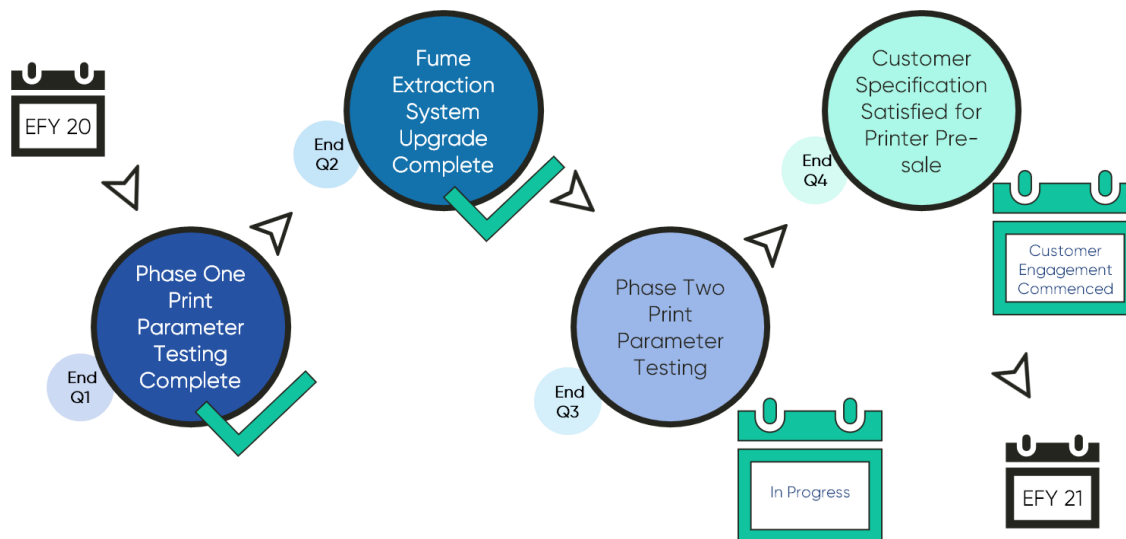 EFY 20
Phase One
Print
Parameter
Testing
Complete
End
Q1
Fume
Extraction
System
Upgrade
Complete
End
Q2
Phase Two
Print
Parameter
Testing
End
Q3
In Progress
Customer
Specification
Satisfied for
Printer Pre-
sale
End
Q4
Customer
Engagement
Commenced
EFY 21